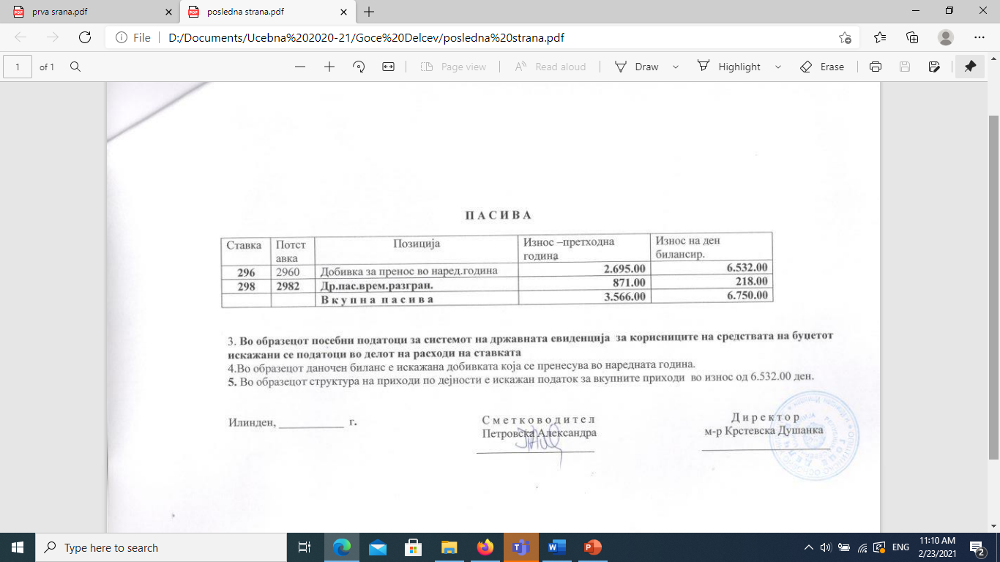 prva srana.pdf
posledna strana.pdf
File
D:/Documents/Ucebna%202020-21/Goce%20Delcev/posledna%20strana.pdf
1 of 1 Page view Read aloud Draw Highlight Erase
П А С И В А
Ставка Потст Позиција Износ –претходна Износ на ден
авка година билансир.
296 2960 Добивка за пренос во наред.година 2.695.00 6.532.00
298 2982 Др.пас.врем.разгран. 871.00 218.00
В к у п н а п а с и в а 3.566.00 6.750.00
3. Во образецот посебни податоци за системот на државната евиденција за корисниците на средствата на буџетот
искажани се податоци во делот на расходи на ставката
4.Во образецот даночен биланс е искажана добивката која се пренесува во наредната година.
5. Во образецот структура на приходи по дејности е искажан податок за вкупните приходи во износ од 6.532.00 ден.
Илинден, ___________ г.
С м е т к о в о д и т е л
Петровска Александра
Д и р е к т о р
м-р Крстевска Душанка
Type here to search
ENG
11:10 AM
2/23/2021
2